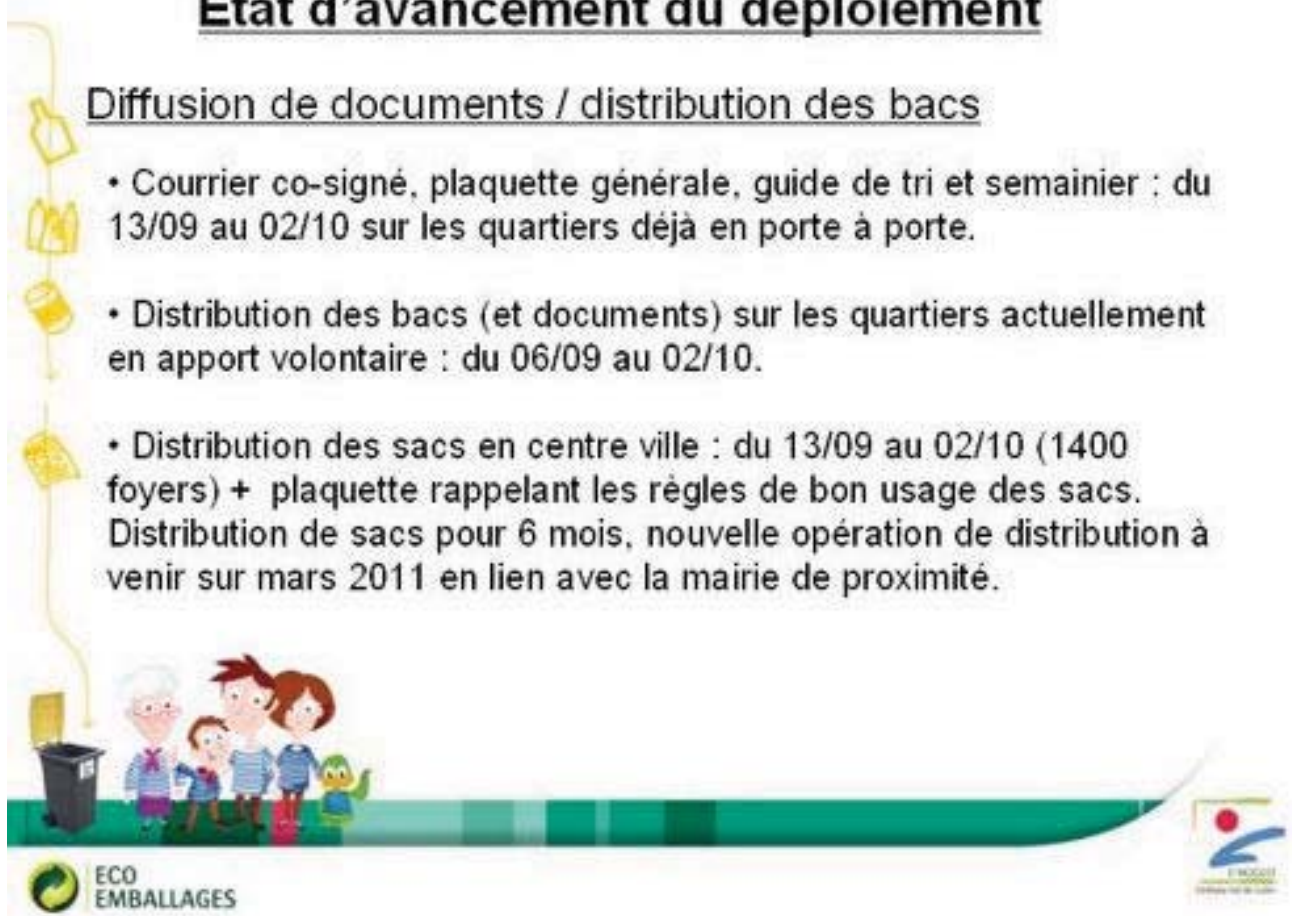 État d'avancement du déploiement
Diffusion de documents / distribution des bacs
• Courrier co-signé, plaquette générale, guide de tri et semainier : du
13/09 au 02/10 sur les quartiers déjà en porte à porte.
• Distribution des bacs (et documents) sur les quartiers actuellement
en apport volontaire : du 06/09 au 02/10.
• Distribution des sacs en centre ville : du 13/09 au 02/10 (1400
foyers) + plaquette rappelant les règles de bon usage des sacs.
Distribution de sacs pour 6 mois, nouvelle opération de distribution à
venir sur mars 2011 en lien avec la mairie de proximité.
ECO
EMBALLAGES